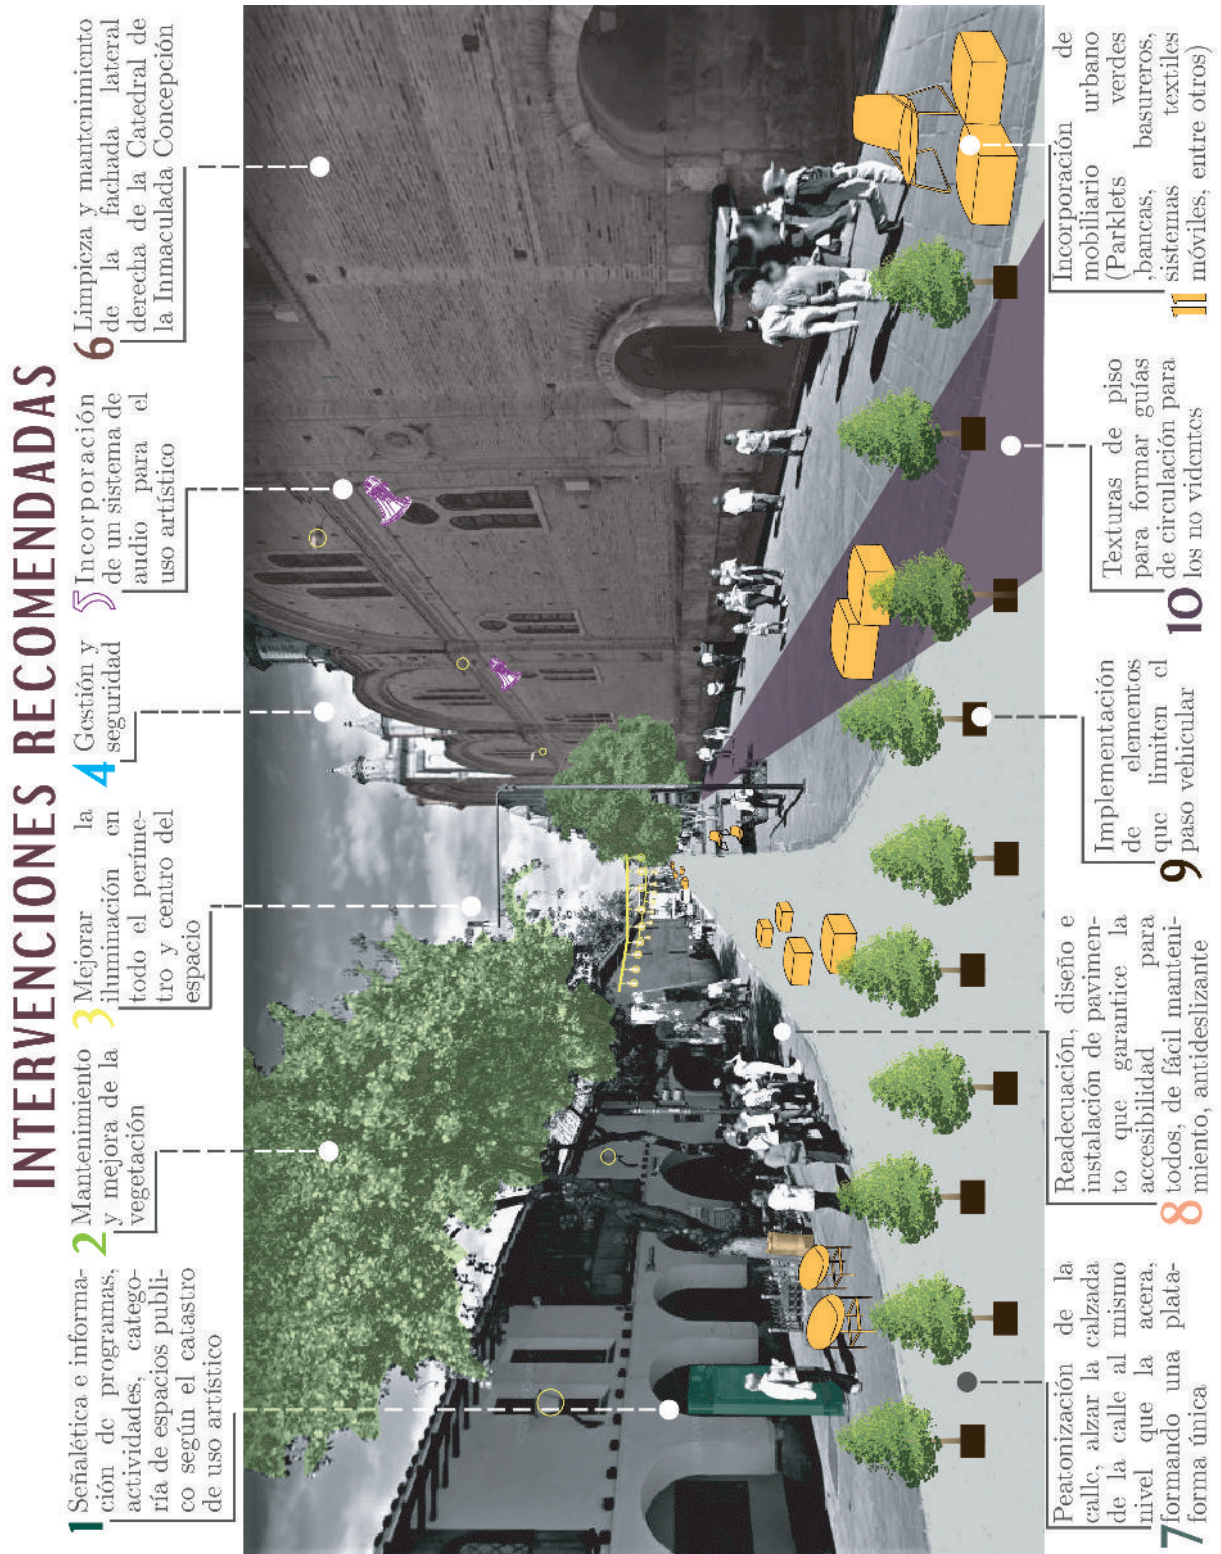 INTERVENCIONES RECOMENDADAS
1 Señalética e informa-
ción de programas,
actividades, catego-
ría de espacios públi-
co según el catastro
de uso artístico
2 Mantenimiento
y mejora de la
vegetación
3 Mejorar la
iluminación en
todo el períme-
tro y centro del
espacio
4 Gestión y
seguridad
5 Incorporación
de un sistema de
audio para el
uso artístico
6 Limpieza y mantenimiento
de la fachada lateral
derecha de la Catedral de
la Inmaculada Concepción
7 Peatonización de la
calle, alzar la calzada
de la calle al mismo
nivel que la acera,
formando una plata-
forma única
8 Readecuación, diseño e
instalación de pavimen-
to que garantice la
accesibilidad para
todos, de fácil manteni-
miento, antideslizante
9 Implementación
de elementos
que limiten el
paso vehicular
10 Texturas de piso
para formar guías
de circulación para
los no videntes
11 Incorporación de
mobiliario urbano
(Parklets verdes
bancas, basureros,
sistemas textiles
móviles, entre otros)